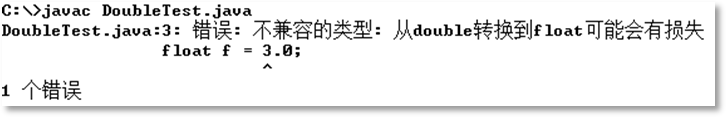 C:\>javac DoubleTest.java
DoubleTest.java:3: 错误: 不兼容的类型: 从double转换到float可能会有损失
float f = 3.0;
^
1 个错误